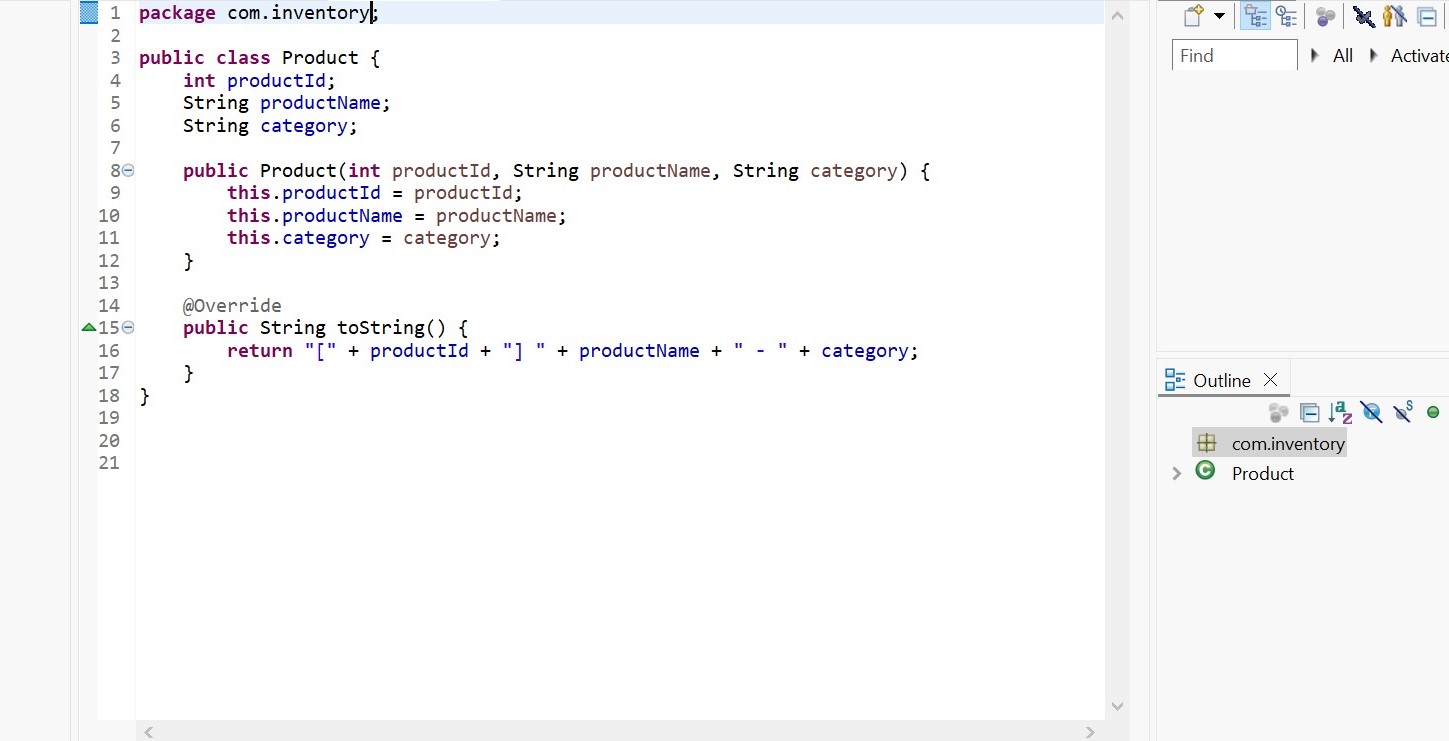 1 package com.inventory;
2
3 public class Product {
4     int productId;
5     String productName;
6     String category;
7
8     public Product(int productId, String productName, String category) {
9         this.productId = productId;
10         this.productName = productName;
11         this.category = category;
12     }
13
14     @Override
15     public String toString() {
16         return "[" + productId + "] " + productName + " - " + category;
17     }
18 }
19
20
21
Find All Activate
Outline
com.inventory
Product